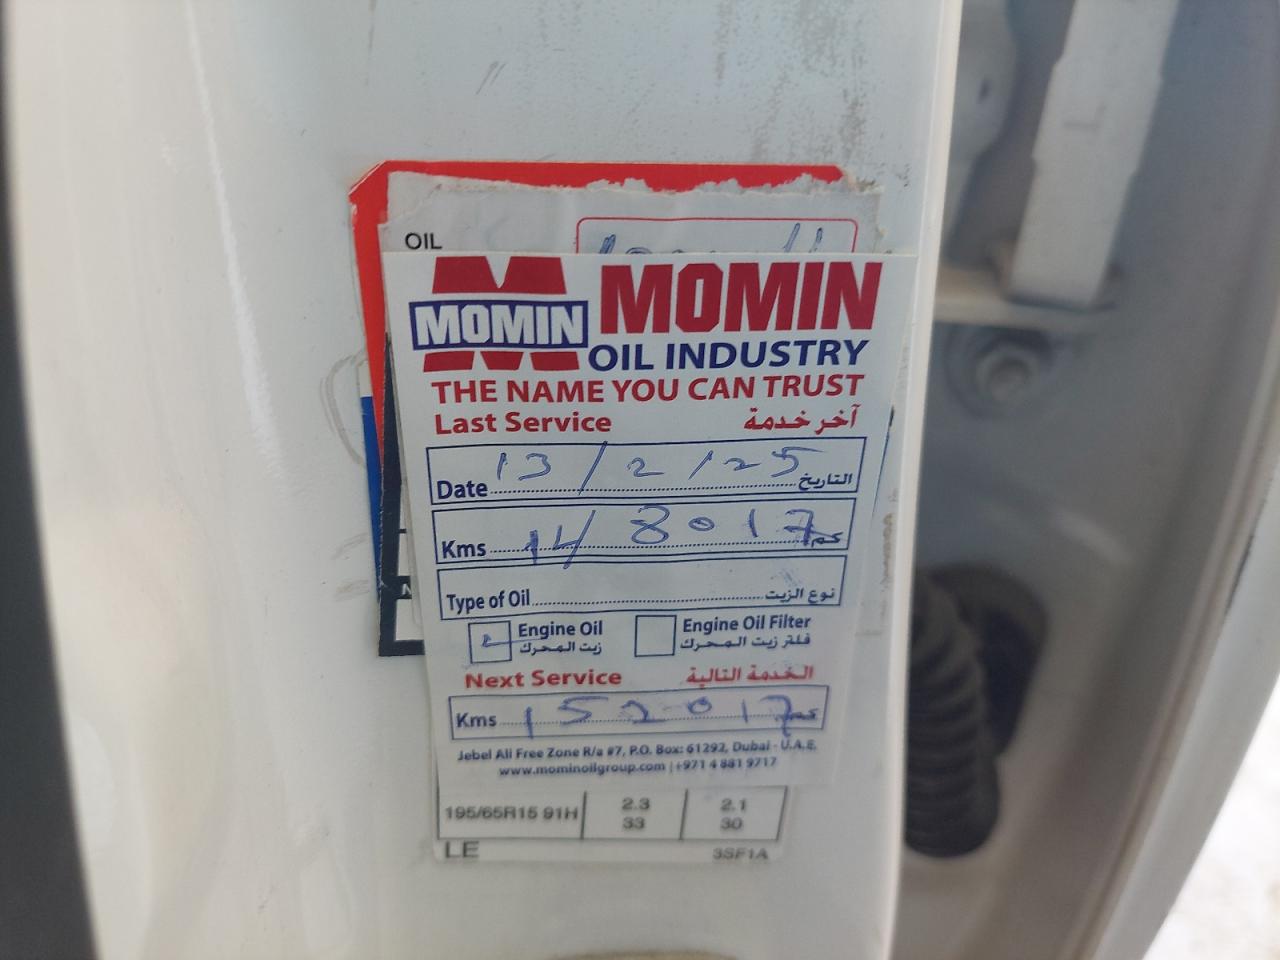 OIL
MOMIN MOMIN
OIL INDUSTRY
THE NAME YOU CAN TRUST
Last Service آخر خدمة
Date 13/2/25 التاريخ
Kms 148017 كم
Type of Oil نوع الزيت
Engine Oil Engine Oil Filter
زيت المحرك فلتر زيت المحرك
Next Service الخدمة التالية
Kms 152017 كم
Jebel Ali Free Zone R/a #7, P.O. Box: 61292, Dubai - U.A.E.
www.mominoilgroup.com | +971 4 881 9717
195/65R15 91H 2.3 2.1
33 30
LE 3SF1A